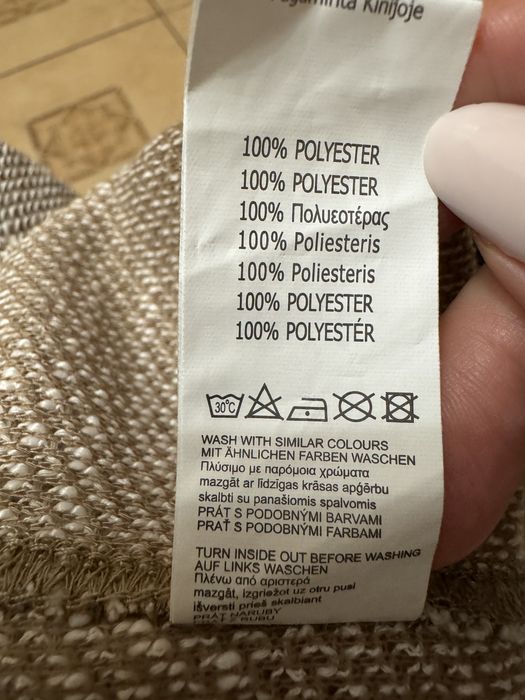 Kinijoje
100% POLYESTER
100% POLYESTER
100% Πολυεοτέρας
100% Poliesteris
100% Poliesteris
100% POLYESTER
100% POLYESTÉR
30°C
WASH WITH SIMILAR COLOURS
MIT ÄHNLICHEN FARBEN WASCHEN
Πλύσιμο με παρόμοια χρώματα
mazgāt ar līdzīgas krāsas apģērbu
skalbti su panašiomis spalvomis
PRÁT S PODOBNÝMI BARVAMI
PRAŤ S PODOBNÝMI FARBAMI
TURN INSIDE OUT BEFORE WASHING
AUF LINKS WASCHEN
Πλένω από αριστερά
mazgāt, izgriežot uz otru pusi
išversti prieš skalbiant
PRÁT NARUBY